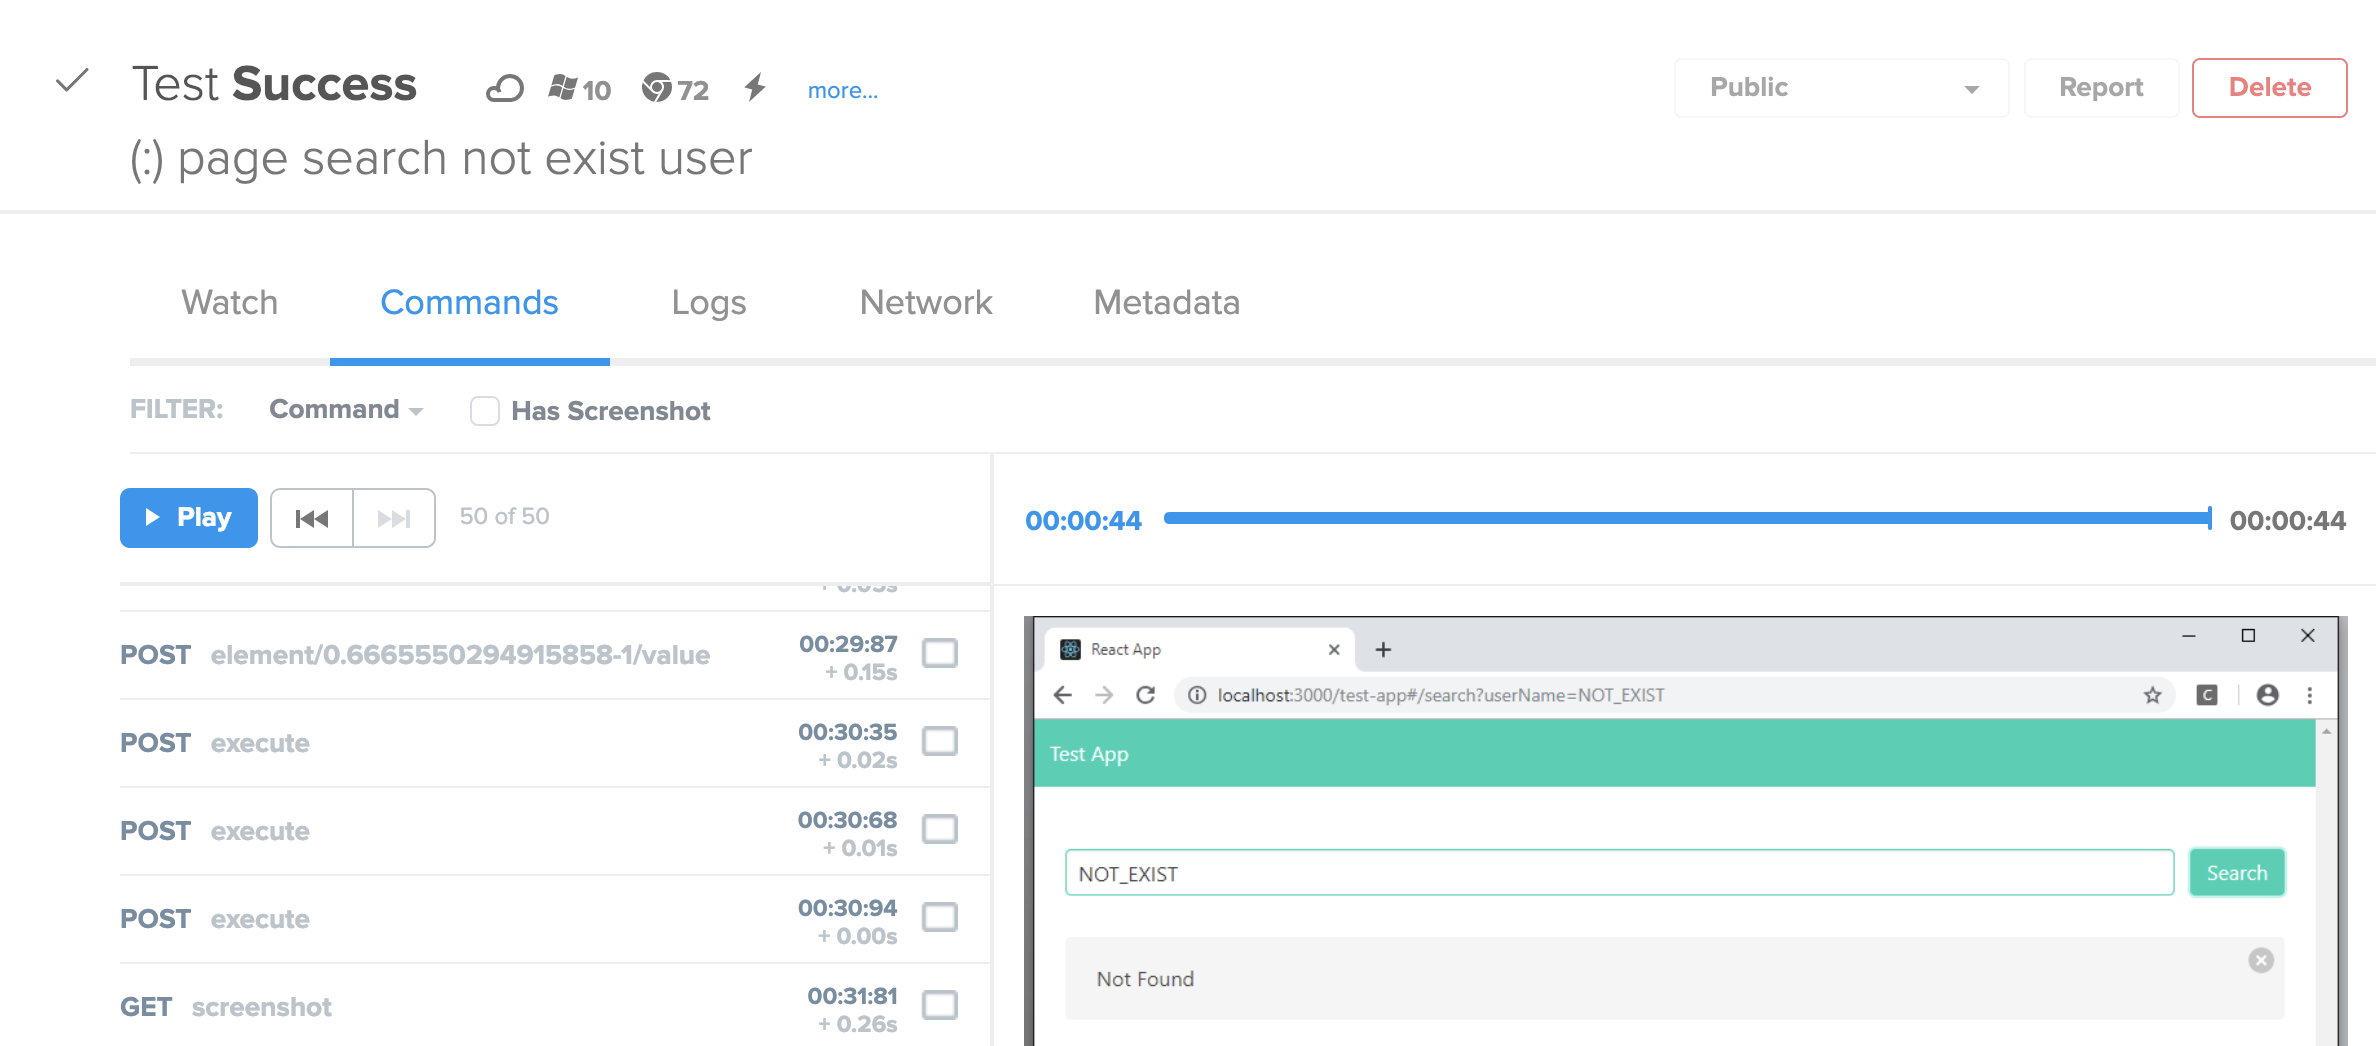 Test Success 10 72 more... Public Report Delete
(:) page search not exist user
Watch Commands Logs Network Metadata
FILTER: Command Has Screenshot
Play 50 of 50 00:00:44 00:00:44
POST element/0.6665550294915858-1/value 00:29:87
+ 0.15s
POST execute 00:30:35
+ 0.02s
POST execute 00:30:68
+ 0.01s
POST execute 00:30:94
+ 0.00s
GET screenshot 00:31:81
+ 0.26s
React App
localhost:3000/test-app#/search?userName=NOT_EXIST C
Test App
NOT_EXIST Search
Not Found